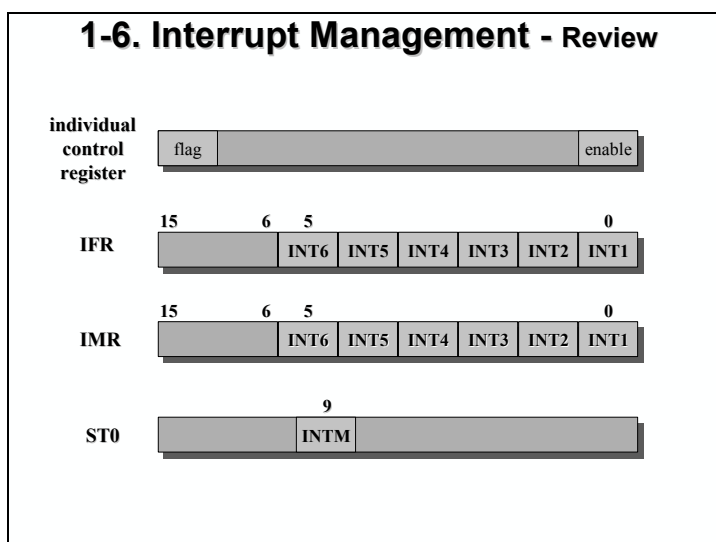 1-6. Interrupt Management - Review
individual
control
register
flag enable
15 6 5 0
IFR INT6 INT5 INT4 INT3 INT2 INT1
15 6 5 0
IMR INT6 INT5 INT4 INT3 INT2 INT1
9
ST0 INTM